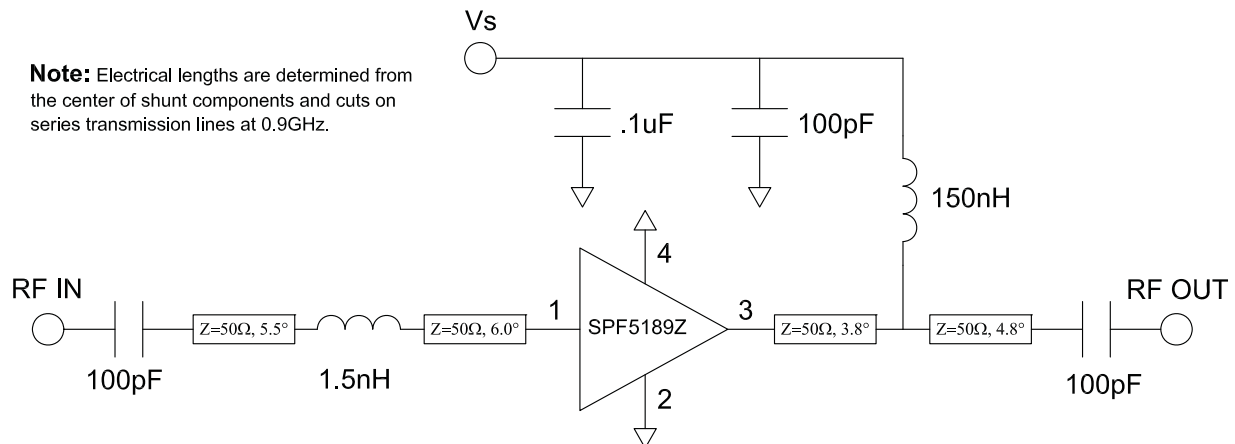 Vs
Note: Electrical lengths are determined from
the center of shunt components and cuts on
series transmission lines at 0.9GHz.
.1uF
100pF
150nH
4
RF IN
1
3
RF OUT
Z=50Ω, 5.5°
Z=50Ω, 6.0°
SPF5189Z
Z=50Ω, 3.8°
Z=50Ω, 4.8°
100pF
1.5nH
2
100pF